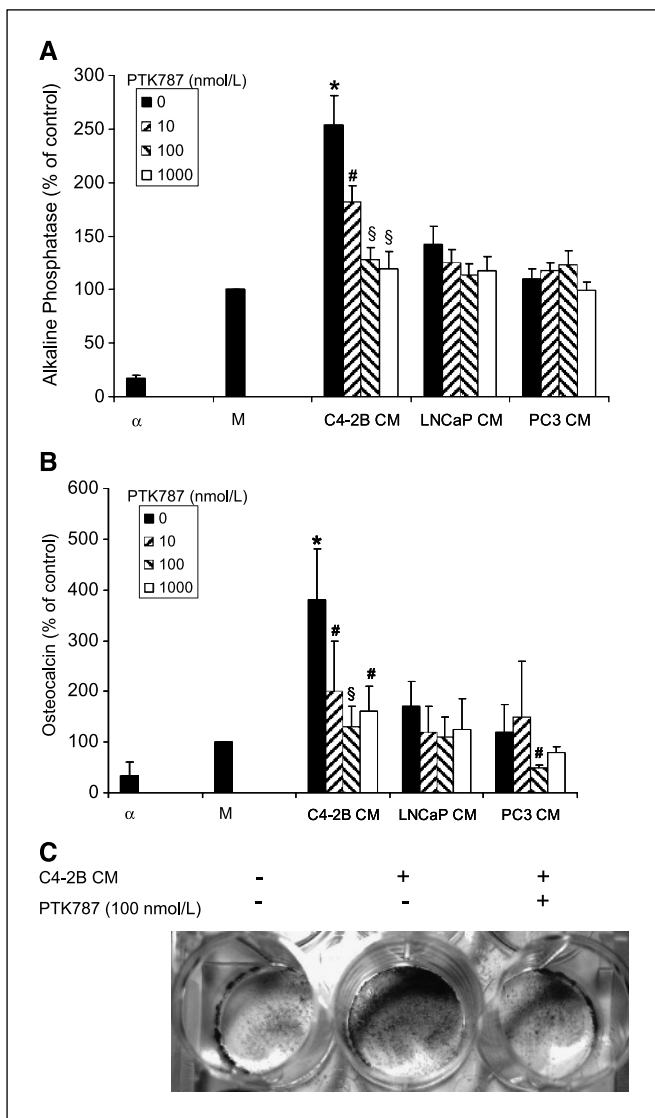 A
PTK787 (nmol/L)
0
10
100
1000
Alkaline Phosphatase (% of control)
300
250
200
150
100
50
0
*
#
§ §
α M C4-2B CM LNCaP CM PC3 CM
B
PTK787 (nmol/L)
0
10
100
1000
Osteocalcin (% of control)
600
500
400
300
200
100
0
*
#
§
#
#
α M C4-2B CM LNCaP CM PC3 CM
C
C4-2B CM - + +
PTK787 (100 nmol/L) - - +